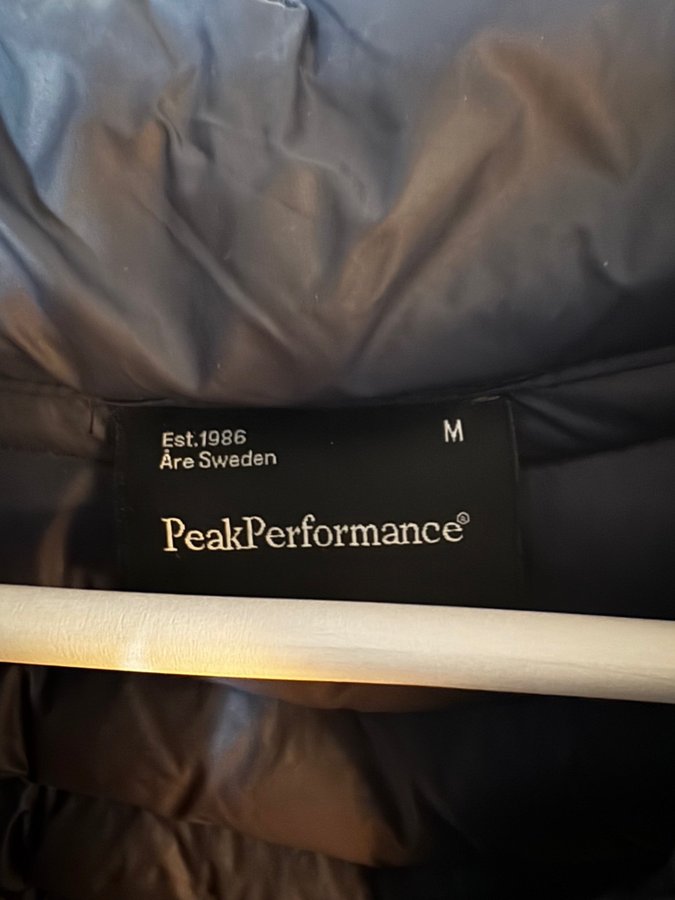 Est.1986
Åre Sweden
M
PeakPerformance®